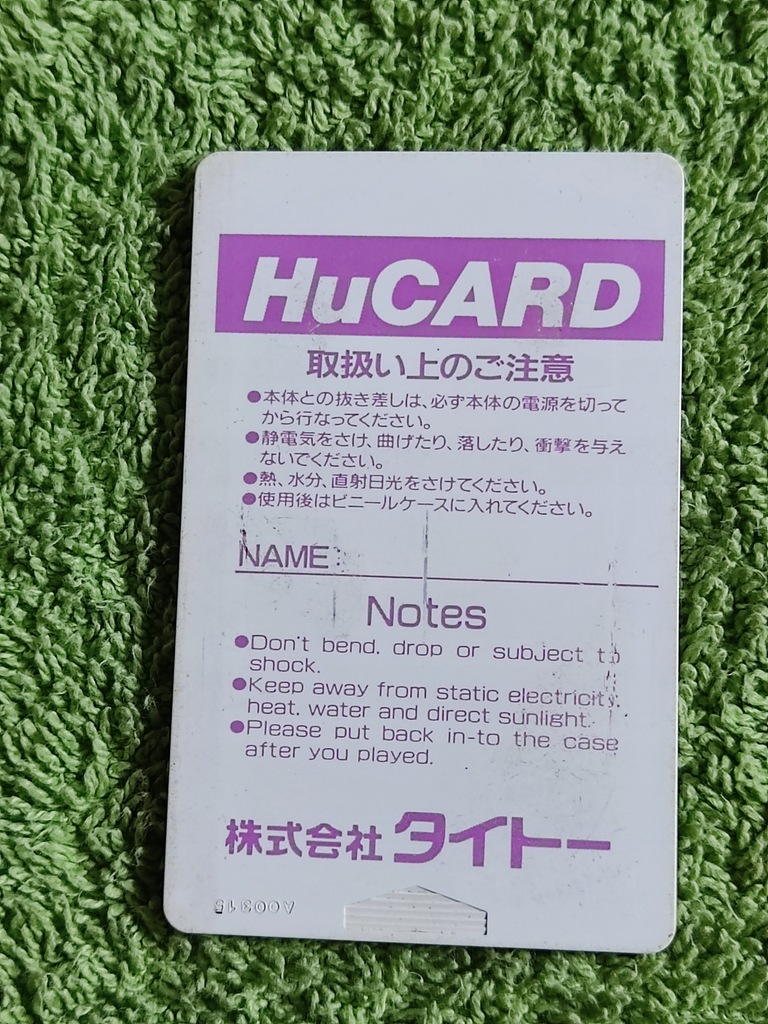 HuCARD
取扱い上のご注意
●本体との抜き差しは、必ず本体の電源を切って
から行なってください。
●静電気をさけ、曲げたり、落したり、衝撃を与え
ないでください。
●熱、水分、直射日光をさけてください。
●使用後はビニールケースに入れてください。
NAME:
Notes
●Don't bend, drop or subject to
shock.
●Keep away from static electricity,
heat, water and direct sunlight.
●Please put back in-to the case
after you played.
株式会社タイトー
A00315